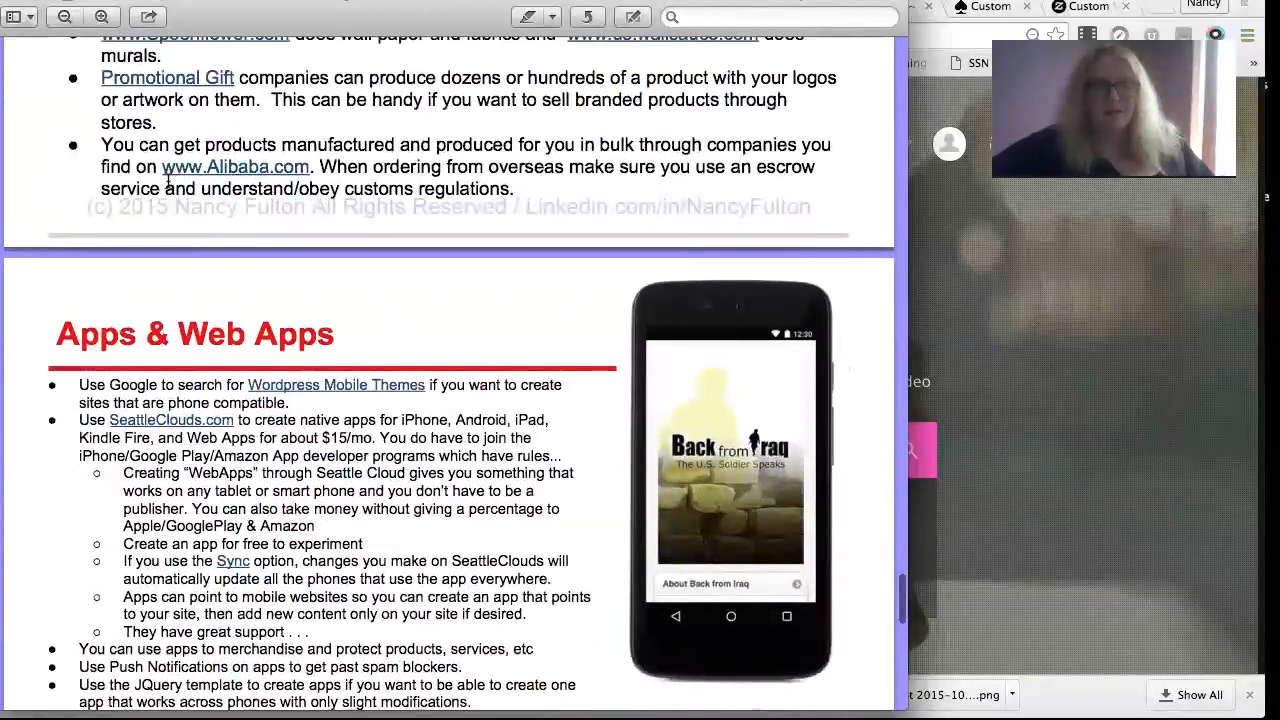 Custom
Custom
Nancy
SSN
murals.
Promotional Gift companies can produce dozens or hundreds of a product with your logos
or artwork on them. This can be handy if you want to sell branded products through
stores.
You can get products manufactured and produced for you in bulk through companies you
find on www.Alibaba.com. When ordering from overseas make sure you use an escrow
service and understand/obey customs regulations.
(c) 2015 Nancy Fulton All Rights Reserved / Linkedin com/in/NancyFulton
Apps & Web Apps
Use Google to search for Wordpress Mobile Themes if you want to create
sites that are phone compatible.
Use SeattleClouds.com to create native apps for iPhone, Android, iPad,
Kindle Fire, and Web Apps for about $15/mo. You do have to join the
iPhone/Google Play/Amazon App developer programs which have rules...
Creating “WebApps” through Seattle Cloud gives you something that
works on any tablet or smart phone and you don’t have to be a
publisher. You can also take money without giving a percentage to
Apple/GooglePlay & Amazon
Create an app for free to experiment
If you use the Sync option, changes you make on SeattleClouds will
automatically update all the phones that use the app everywhere.
Apps can point to mobile websites so you can create an app that points
to your site, then add new content only on your site if desired.
They have great support . . .
You can use apps to merchandise and protect products, services, etc
Use Push Notifications on apps to get past spam blockers.
Use the JQuery template to create apps if you want to be able to create one
app that works across phones with only slight modifications.
12:30
Back from Iraq
The U.S. Soldier Speaks
About Back from Iraq
deo
t 2015-10....png
Show All